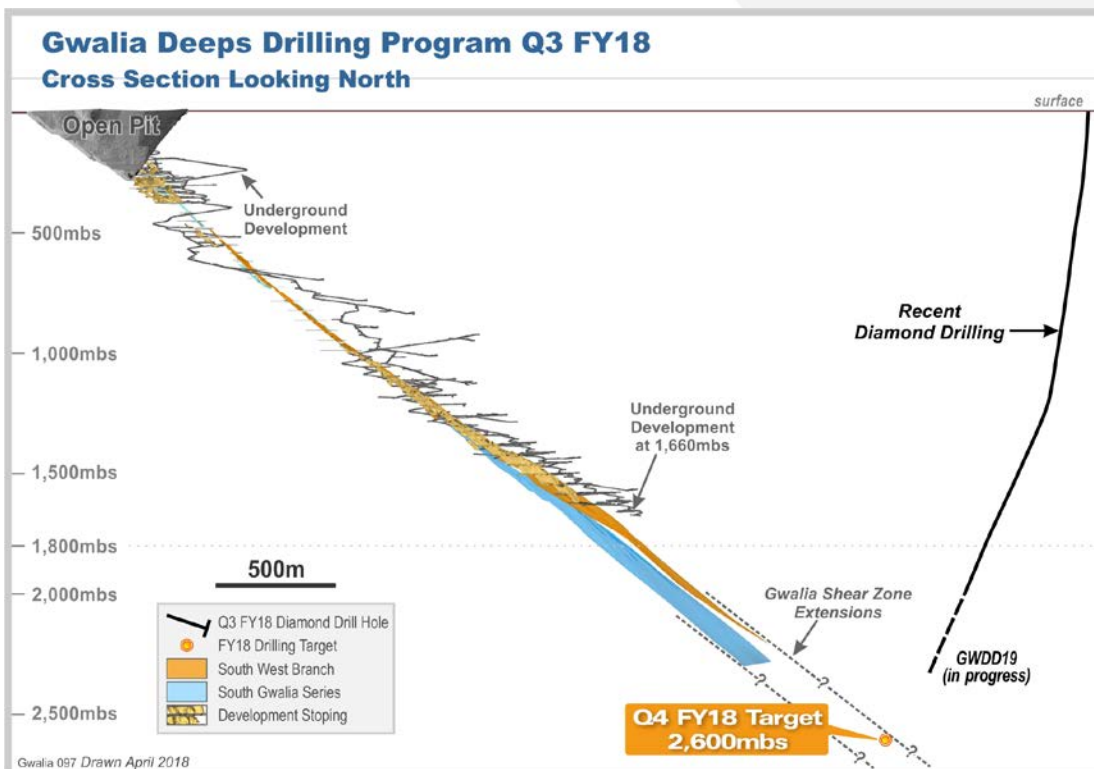 Gwalia Deeps Drilling Program Q3 FY18
Cross Section Looking North
surface
Open Pit
Underground
Development
500mbs
Recent
Diamond Drilling
1,000mbs
Underground
Development
at 1,660mbs
1,500mbs
1,800mbs
500m
2,000mbs
Gwalia Shear Zone
Extensions
Q3 FY18 Diamond Drill Hole
FY18 Drilling Target
South West Branch
South Gwalia Series
Development Stoping
GWDD19
(in progress)
?
?
2,500mbs
Q4 FY18 Target
2,600mbs
?
?
Gwalia 097 Drawn April 2018